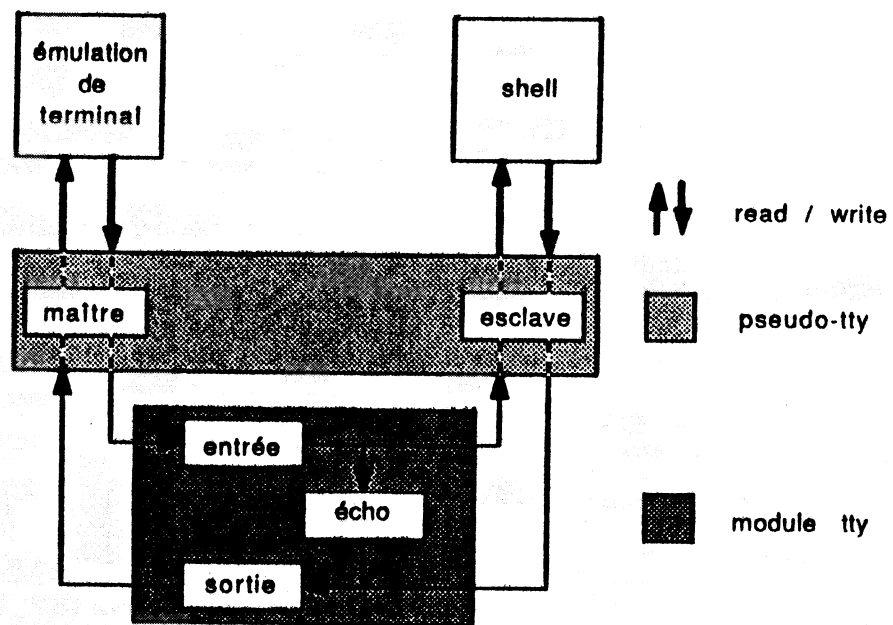 émulation
de
terminal
shell
read / write
maître
esclave
pseudo-tty
entrée
écho
module tty
sortie